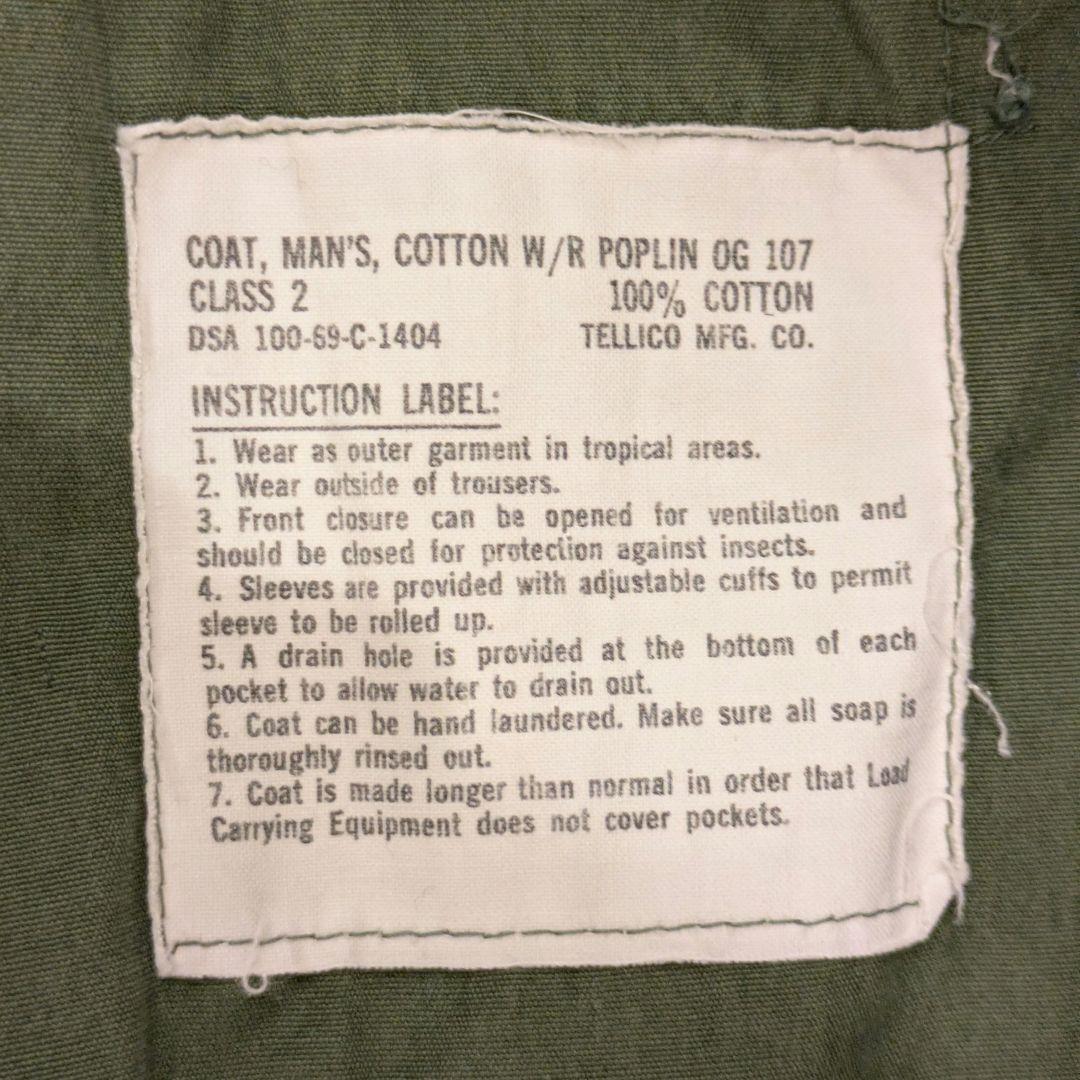 COAT, MAN'S, COTTON W/R POPLIN OG 107
CLASS 2 100% COTTON
DSA 100-69-C-1404 TELLICO MFG. CO.
INSTRUCTION LABEL:
1. Wear as outer garment in tropical areas.
2. Wear outside of trousers.
3. Front closure can be opened for ventilation and
should be closed for protection against insects.
4. Sleeves are provided with adjustable cuffs to permit
sleeve to be rolled up.
5. A drain hole is provided at the bottom of each
pocket to allow water to drain out.
6. Coat can be hand laundered. Make sure all soap is
thoroughly rinsed out.
7. Coat is made longer than normal in order that Load
Carrying Equipment does not cover pockets.